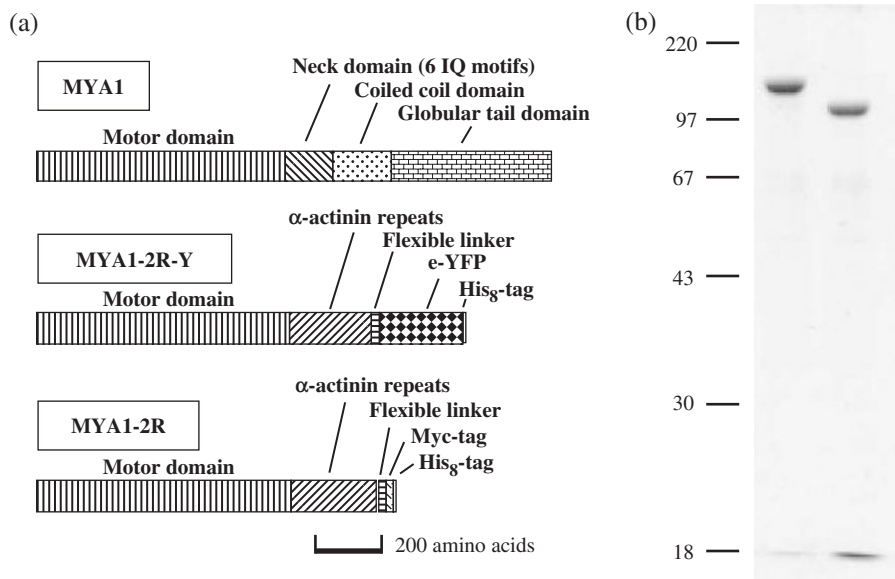 (a)
MYA1
Neck domain (6 IQ motifs)
Coiled coil domain
Globular tail domain
Motor domain
MYA1-2R-Y
α-actinin repeats
Flexible linker
e-YFP
His8-tag
Motor domain
MYA1-2R
α-actinin repeats
Flexible linker
Myc-tag
His8-tag
Motor domain
200 amino acids
(b)
220
97
67
43
30
18